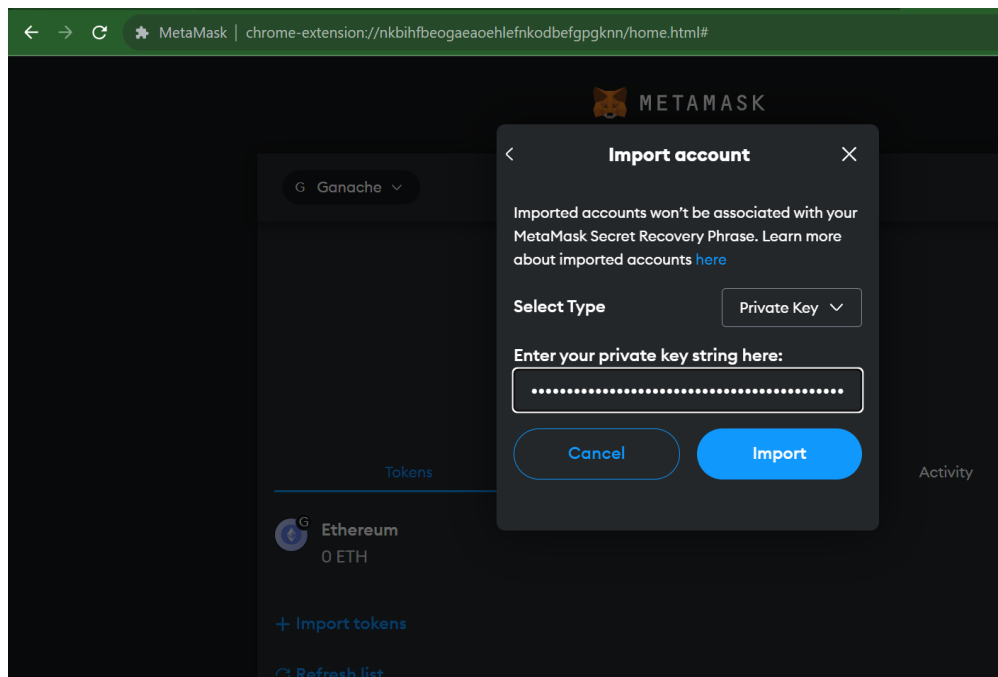 MetaMask | chrome-extension://nkbihfbeogaeaoehlefnkodbefgpgknn/home.html#
METAMASK
Import account
G Ganache
Imported accounts won't be associated with your
MetaMask Secret Recovery Phrase. Learn more
about imported accounts here
Select Type
Private Key
Enter your private key string here:
••••••••••••••••••••••••••••••••••••••••••••
Cancel
Import
Tokens
Activity
G
Ethereum
0 ETH
+ Import tokens
Refresh list